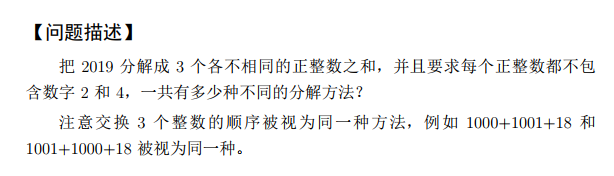 【问题描述】
把 2019 分解成 3 个各不相同的正整数之和，并且要求每个正整数都不包
含数字 2 和 4，一共有多少种不同的分解方法？
注意交换 3 个整数的顺序被视为同一种方法，例如 1000+1001+18 和
1001+1000+18 被视为同一种。